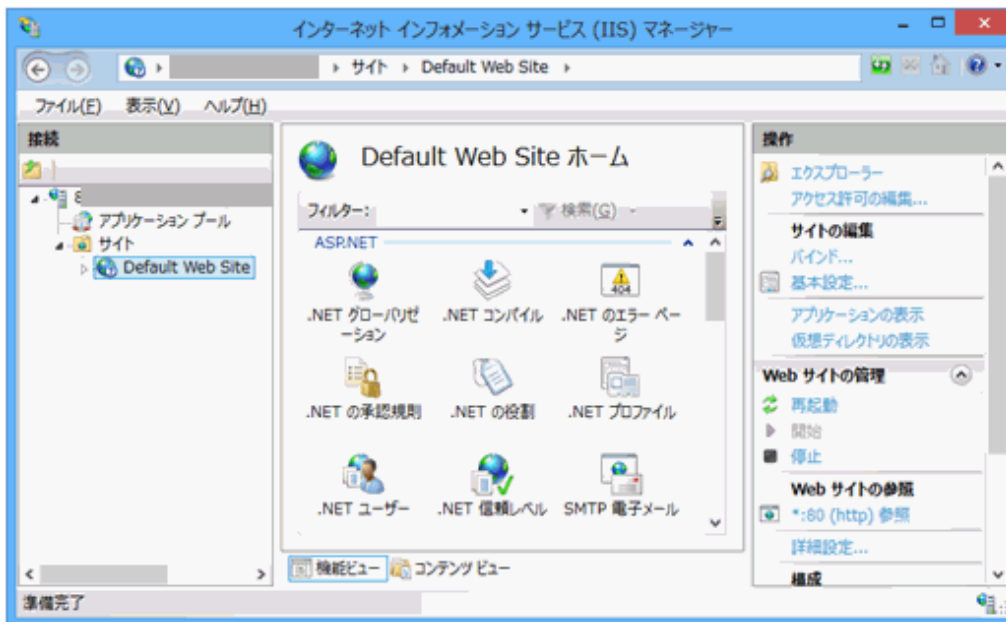 インターネット インフォメーション サービス (IIS) マネージャー
サイト
Default Web Site
ファイル(F) 表示(V) ヘルプ(H)
接続
アプリケーション プール
サイト
Default Web Site
Default Web Site ホーム
フィルター:
検索(G)
ASP.NET
.NET グローバリゼ
ーション
.NET コンパイル
.NET のエラー ペー
ジ
404
.NET の承認規則
.NET の役割
.NET プロファイル
.NET ユーザー
.NET 信頼レベル
SMTP 電子メール
機能ビュー
コンテンツ ビュー
操作
エクスプローラー
アクセス許可の編集...
サイトの編集
バインド...
基本設定...
アプリケーションの表示
仮想ディレクトリの表示
Web サイトの管理
再起動
開始
停止
Web サイトの参照
*:80 (http) 参照
詳細設定...
構成
準備完了